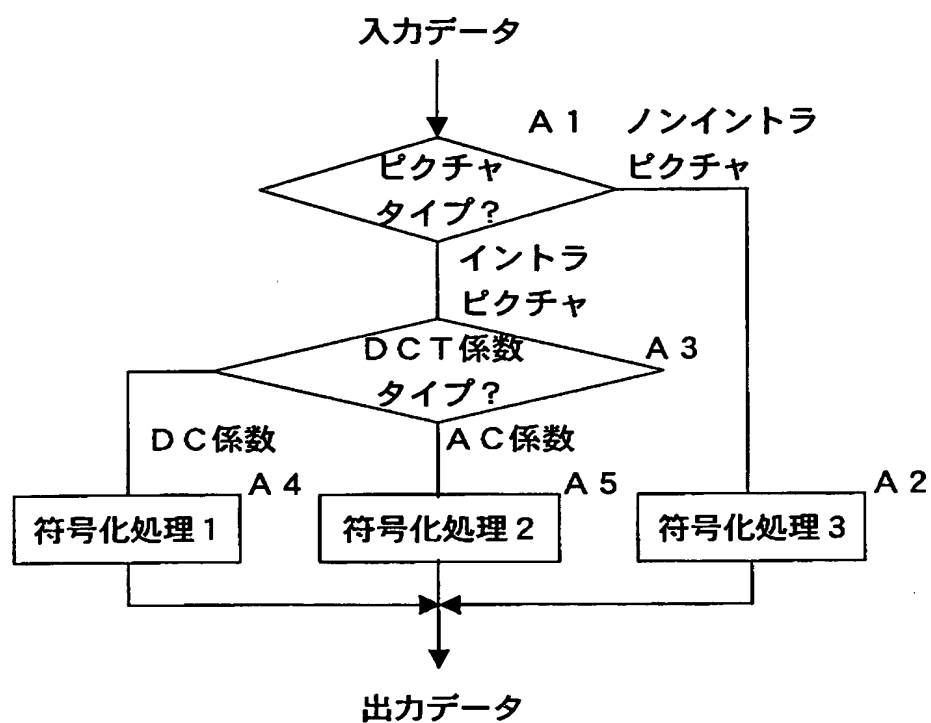 入力データ
A1 ノンイントラ
ピクチャ
ピクチャ
タイプ?
イントラ
ピクチャ
DCT係数
タイプ?
A3
DC係数
AC係数
A4
A5
A2
符号化処理1
符号化処理2
符号化処理3
出力データ